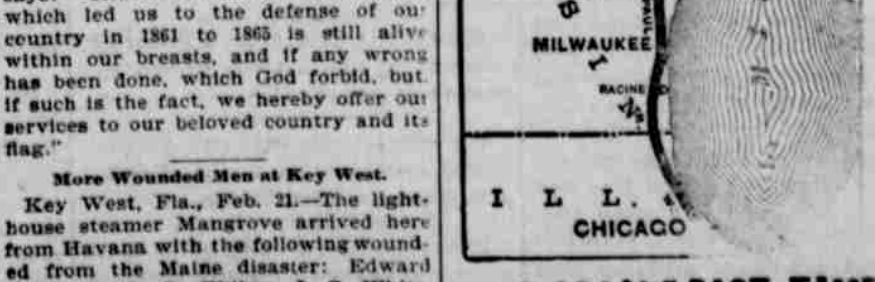 which led us to the defense of our
country in 1861 to 1865 is still alive
within our breasts, and if any wrong
has been done, which God forbid, but
if such is the fact, we hereby offer our
services to our beloved country and its
flag."
More Wounded Men at Key West.
Key West, Fla., Feb. 21.—The light-
house steamer Mangrove arrived here
from Havana with the following wound-
ed from the Maine disaster: Edward
MILWAUKEE
RACINE
ILL.
CHICAGO